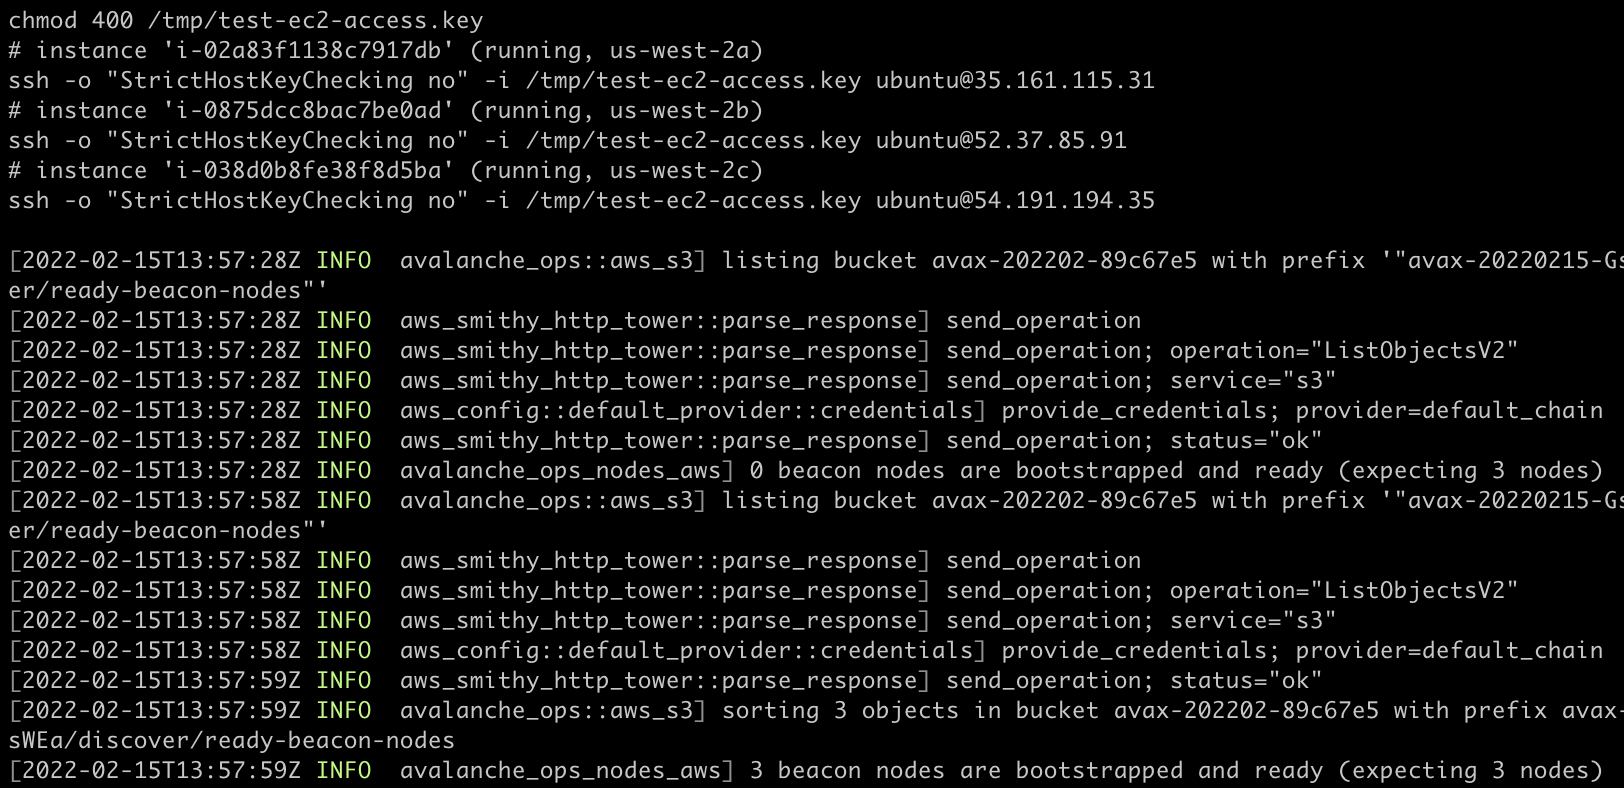 chmod 400 /tmp/test-ec2-access.key
# instance 'i-02a83f1138c7917db' (running, us-west-2a)
ssh -o "StrictHostKeyChecking no" -i /tmp/test-ec2-access.key ubuntu@35.161.115.31
# instance 'i-0875dcc8bac7be0ad' (running, us-west-2b)
ssh -o "StrictHostKeyChecking no" -i /tmp/test-ec2-access.key ubuntu@52.37.85.91
# instance 'i-038d0b8fe38f8d5ba' (running, us-west-2c)
ssh -o "StrictHostKeyChecking no" -i /tmp/test-ec2-access.key ubuntu@54.191.194.35
[2022-02-15T13:57:28Z INFO  avalanche_ops::aws_s3] listing bucket avax-202202-89c67e5 with prefix '"avax-20220215-Gs
er/ready-beacon-nodes"'
[2022-02-15T13:57:28Z INFO  aws_smithy_http_tower::parse_response] send_operation
[2022-02-15T13:57:28Z INFO  aws_smithy_http_tower::parse_response] send_operation; operation="ListObjectsV2"
[2022-02-15T13:57:28Z INFO  aws_smithy_http_tower::parse_response] send_operation; service="s3"
[2022-02-15T13:57:28Z INFO  aws_config::default_provider::credentials] provide_credentials; provider=default_chain
[2022-02-15T13:57:28Z INFO  aws_smithy_http_tower::parse_response] send_operation; status="ok"
[2022-02-15T13:57:28Z INFO  avalanche_ops_nodes_aws] 0 beacon nodes are bootstrapped and ready (expecting 3 nodes)
[2022-02-15T13:57:58Z INFO  avalanche_ops::aws_s3] listing bucket avax-202202-89c67e5 with prefix '"avax-20220215-Gs
er/ready-beacon-nodes"'
[2022-02-15T13:57:58Z INFO  aws_smithy_http_tower::parse_response] send_operation
[2022-02-15T13:57:58Z INFO  aws_smithy_http_tower::parse_response] send_operation; operation="ListObjectsV2"
[2022-02-15T13:57:58Z INFO  aws_smithy_http_tower::parse_response] send_operation; service="s3"
[2022-02-15T13:57:58Z INFO  aws_config::default_provider::credentials] provide_credentials; provider=default_chain
[2022-02-15T13:57:59Z INFO  aws_smithy_http_tower::parse_response] send_operation; status="ok"
[2022-02-15T13:57:59Z INFO  avalanche_ops::aws_s3] sorting 3 objects in bucket avax-202202-89c67e5 with prefix avax-
sWEa/discover/ready-beacon-nodes
[2022-02-15T13:57:59Z INFO  avalanche_ops_nodes_aws] 3 beacon nodes are bootstrapped and ready (expecting 3 nodes)